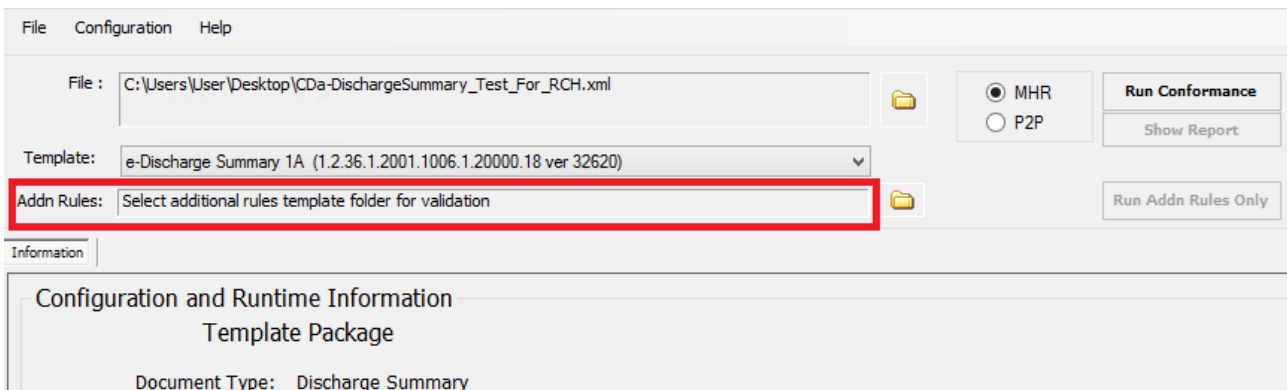 File Configuration Help
File : C:\Users\User\Desktop\CDa-DischargeSummary_Test_For_RCH.xml
MHR
Run Conformance
P2P
Show Report
Template: e-Discharge Summary 1A (1.2.36.1.2001.1006.1.20000.18 ver 32620)
Addn Rules: Select additional rules template folder for validation
Run Addn Rules Only
Information
Configuration and Runtime Information
Template Package
Document Type: Discharge Summary